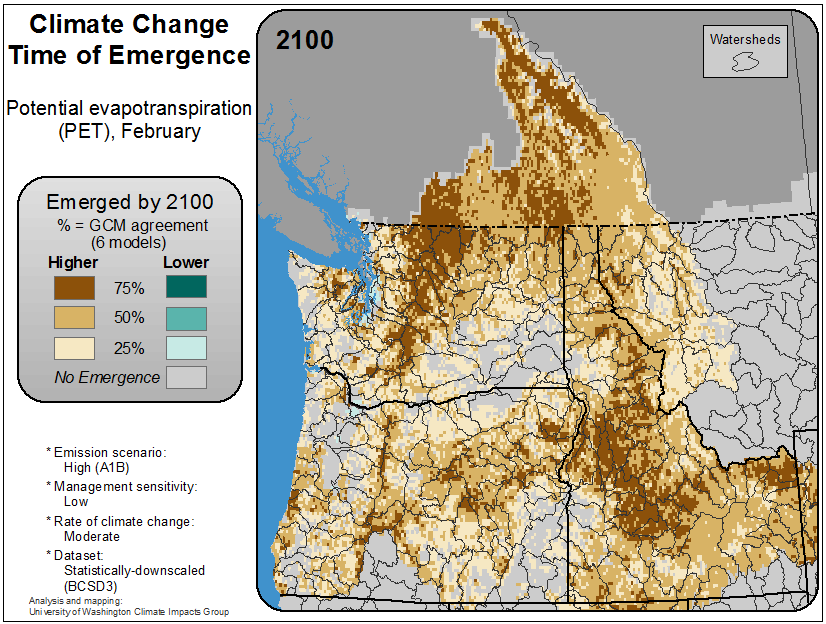 Climate Change
Time of Emergence
Potential evapotranspiration
(PET), February
Emerged by 2100
% = GCM agreement
(6 models)
Higher Lower
75%
50%
25%
No Emergence
* Emission scenario:
High (A1B)
* Management sensitivity:
Low
* Rate of climate change:
Moderate
* Dataset:
Statistically-downscaled
(BCSD3)
Analysis and mapping:
University of Washington Climate Impacts Group
2100
Watersheds